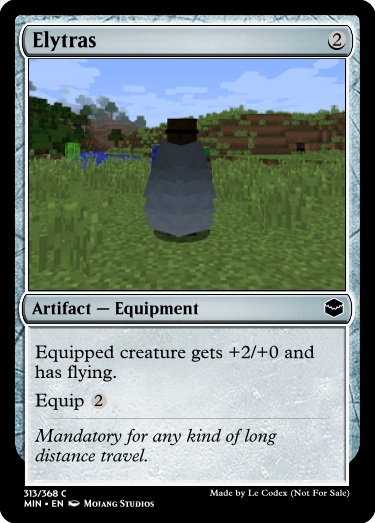 Elytras 2
Artifact — Equipment
Equipped creature gets +2/+0 and
has flying.
Equip 2
Mandatory for any kind of long
distance travel.
313/368 C
MIN • EN Mojang Studios
Made by Le Codex (Not For Sale)